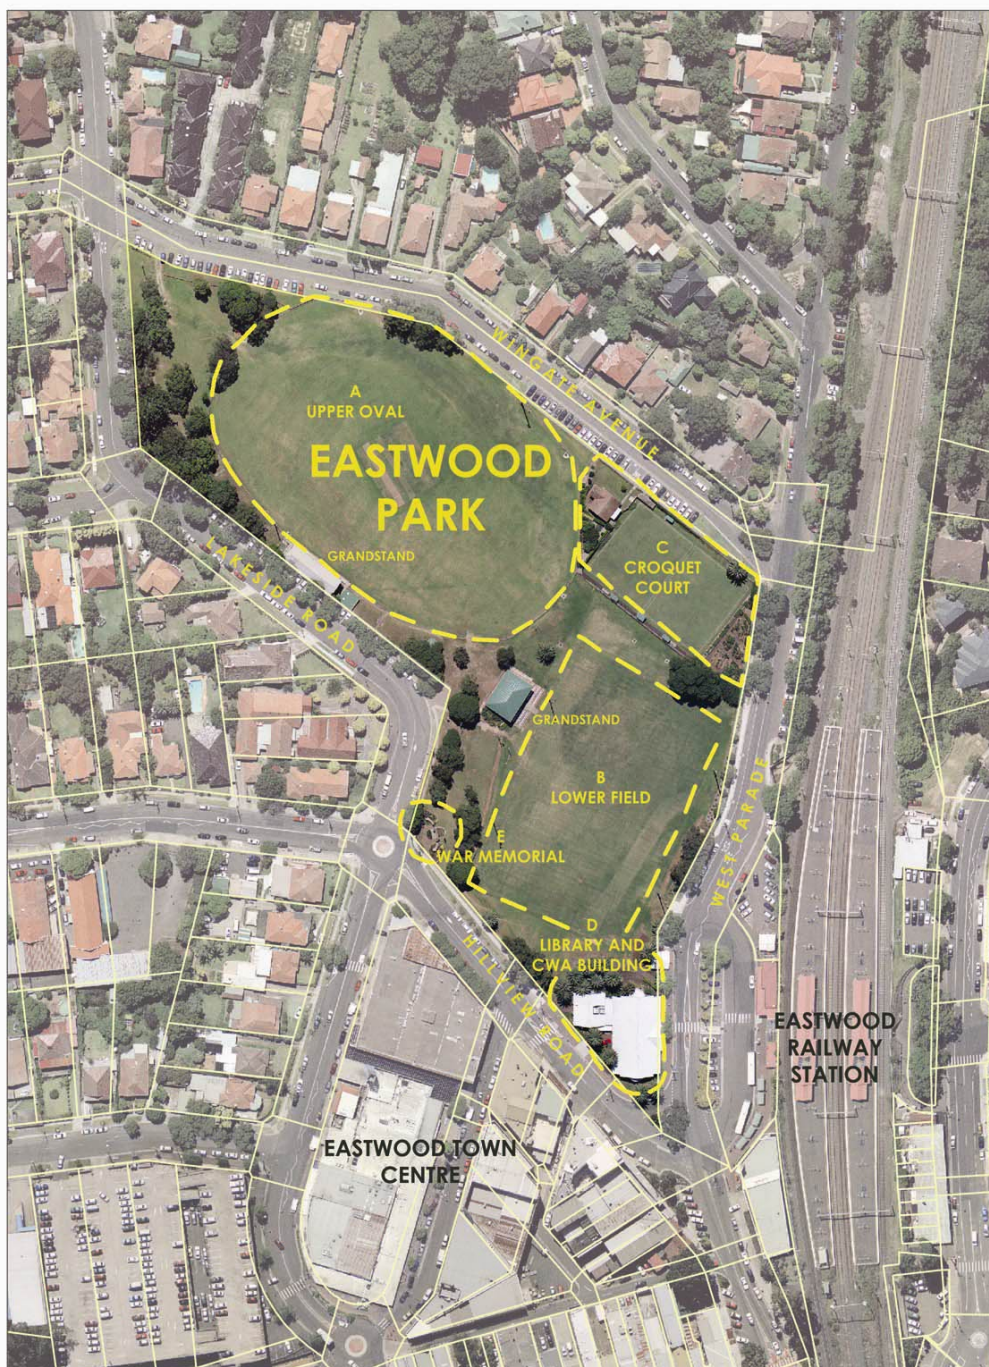 WINGATE AVENUE
A
UPPER OVAL
EASTWOOD
PARK
GRANDSTAND
C
CROQUET
COURT
LAKESIDE ROAD
GRANDSTAND
B
LOWER FIELD
WEST PARADE
E
WAR MEMORIAL
D
LIBRARY AND
CWA BUILDING
HILLVIEW ROAD
EASTWOOD
RAILWAY
STATION
EASTWOOD TOWN
CENTRE